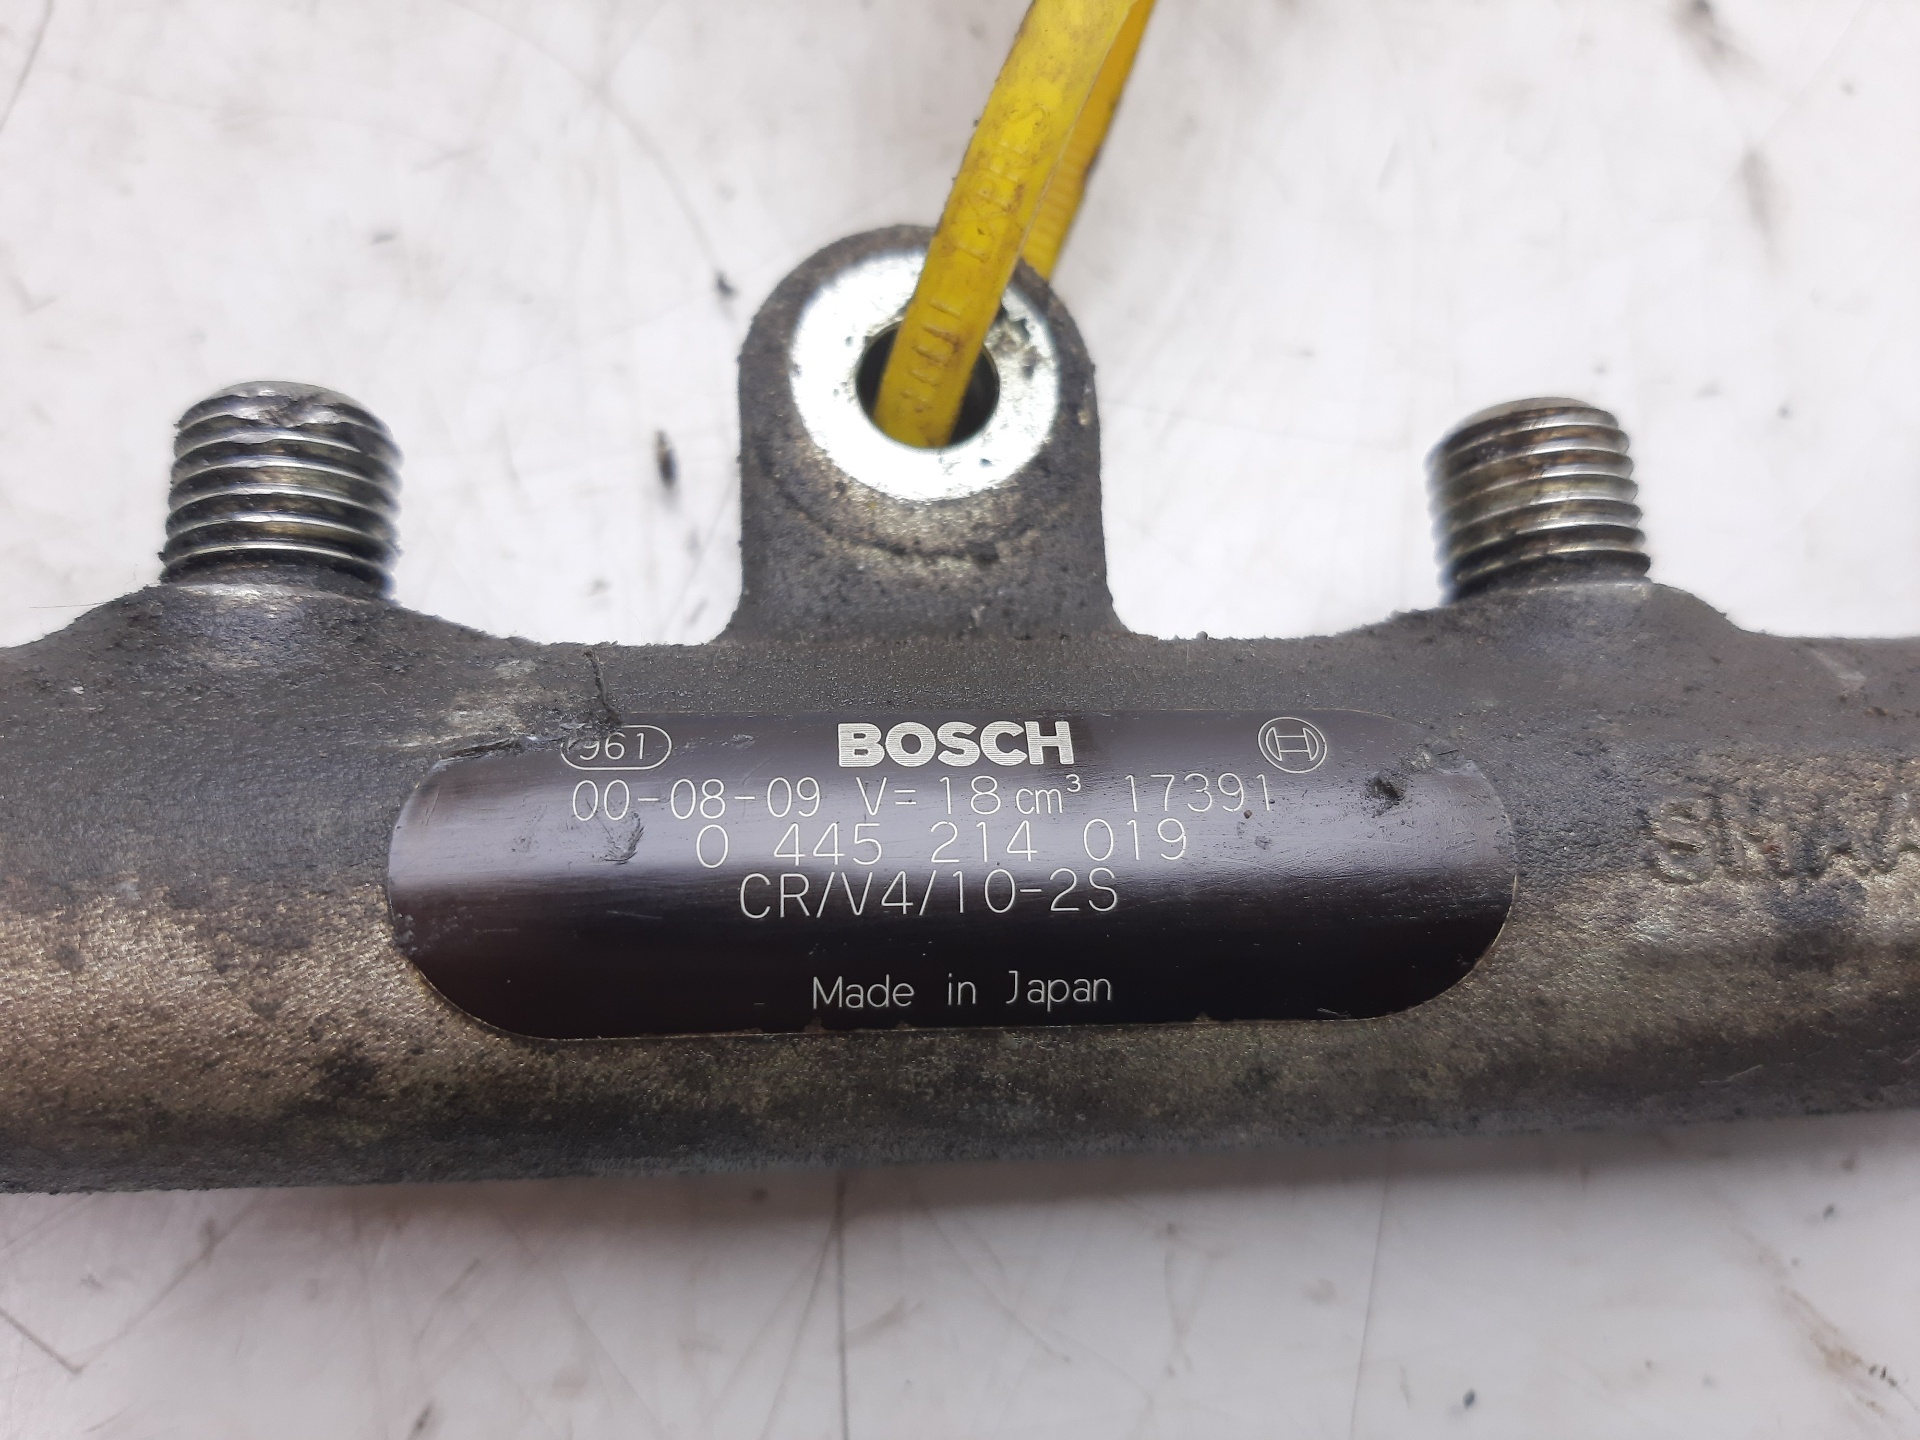 961 BOSCH
00-08-09 V=18cm³ 17391
0 445 214 019
CR/V4/10-2S
Made in Japan